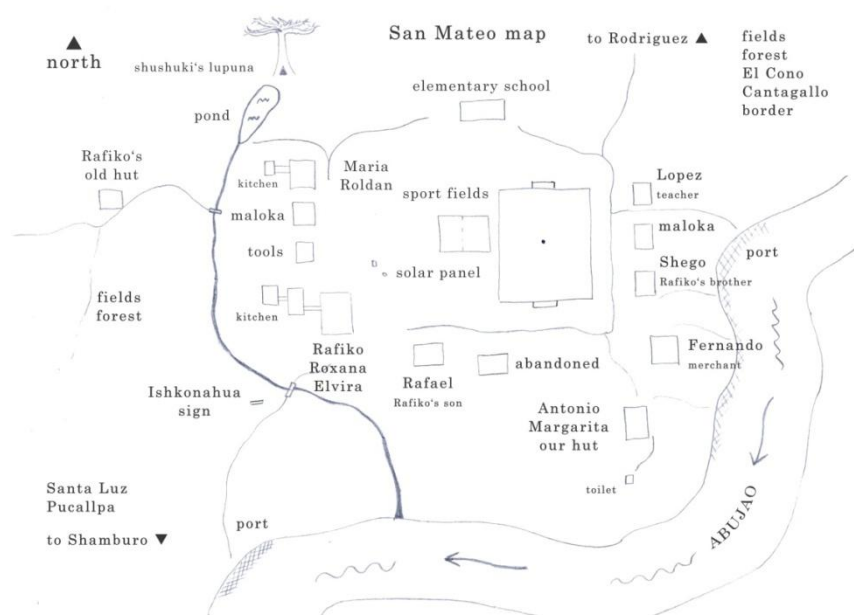 San Mateo map
north
shushuki's lupuna
to Rodriguez ▲
fields
forest
El Cono
Cantagallo
border
elementary school
pond
Rafiko's
old hut
kitchen
Maria
Roldan
maloka
tools
sport fields
solar panel
Lopez
teacher
maloka
Shego
Rafiko's brother
port
fields
forest
kitchen
Rafiko
Roxana
Elvira
Ishkonahua
sign
Rafael
Rafiko's son
abandoned
Fernando
merchant
Antonio
Margarita
our hut
toilet
Santa Luz
Pucallpa
to Shamburo ▼
port
ABUJAO